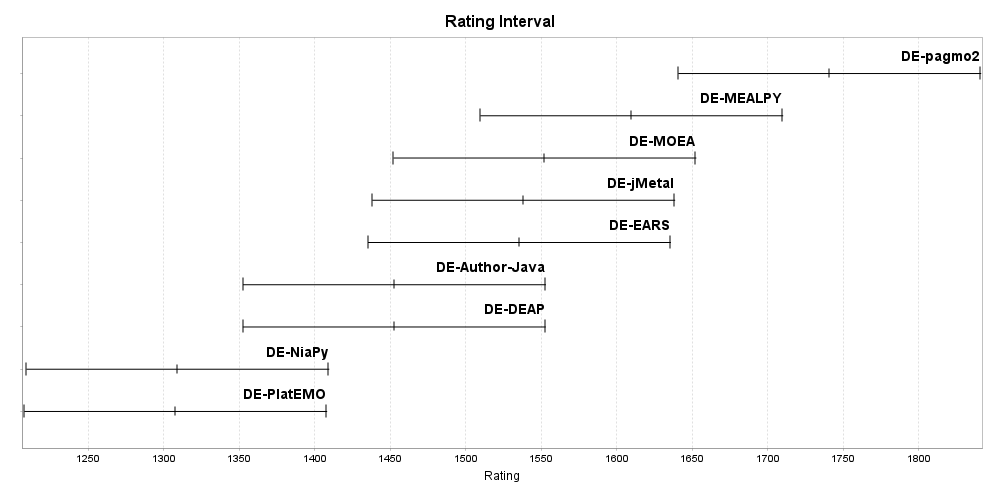 Rating Interval
DE-pagmo2
DE-MEALPY
DE-MOEA
DE-jMetal
DE-EARS
DE-Author-Java
DE-DEAP
DE-NiaPy
DE-PlatEMO
1250 1300 1350 1400 1450 1500 1550 1600 1650 1700 1750 1800
Rating